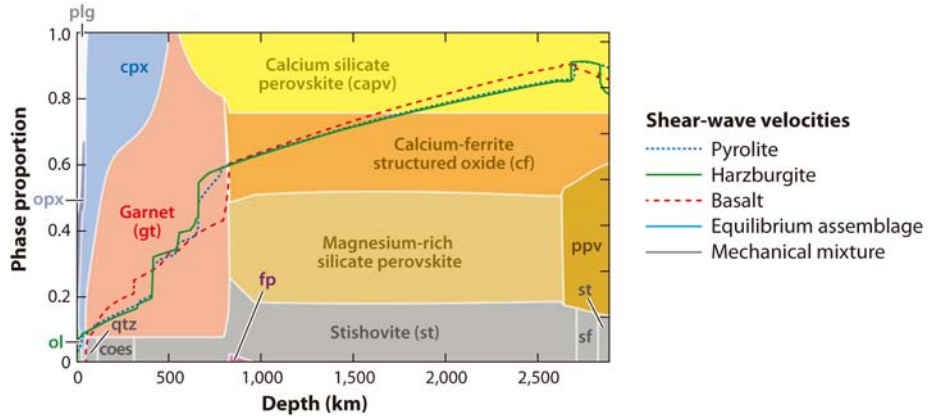 plg
1.0
cpx
Calcium silicate
perovskite (capv)
0.8
Shear-wave velocities
Pyrolite
Harzburgite
Basalt
Equilibrium assemblage
Mechanical mixture
Phase proportion
0.6
Calcium-ferrite
structured oxide (cf)
opx
Garnet
(gt)
0.4
Magnesium-rich
silicate perovskite
ppv
fp
st
0.2
qtz
ol
coes
Stishovite (st)
sf
0
0
500
1,000
1,500
2,000
2,500
Depth (km)